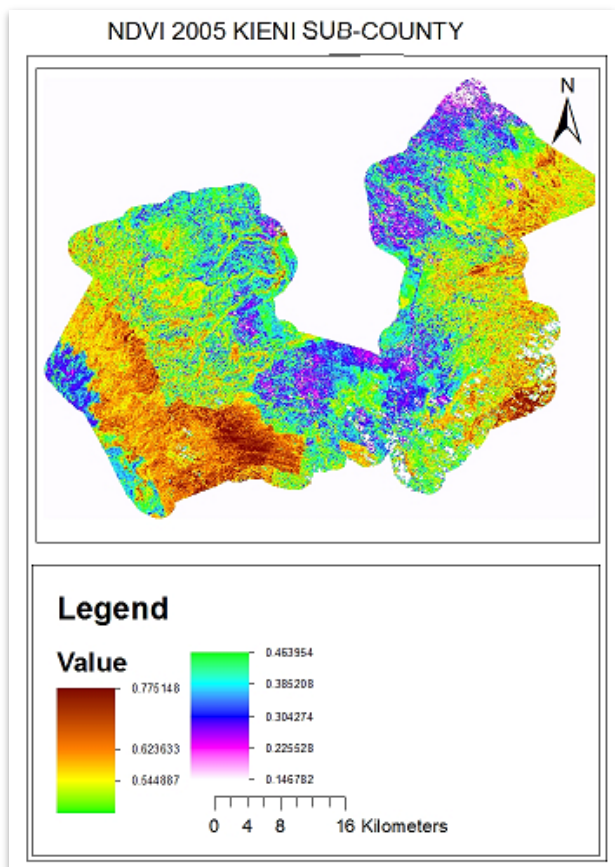 NDVI 2005 KIENI SUB-COUNTY
N
Legend
Value
0.775148
0.623633
0.544887
0.463954
0.385208
0.304274
0.225528
0.146782
0 4 8 16 Kilometers